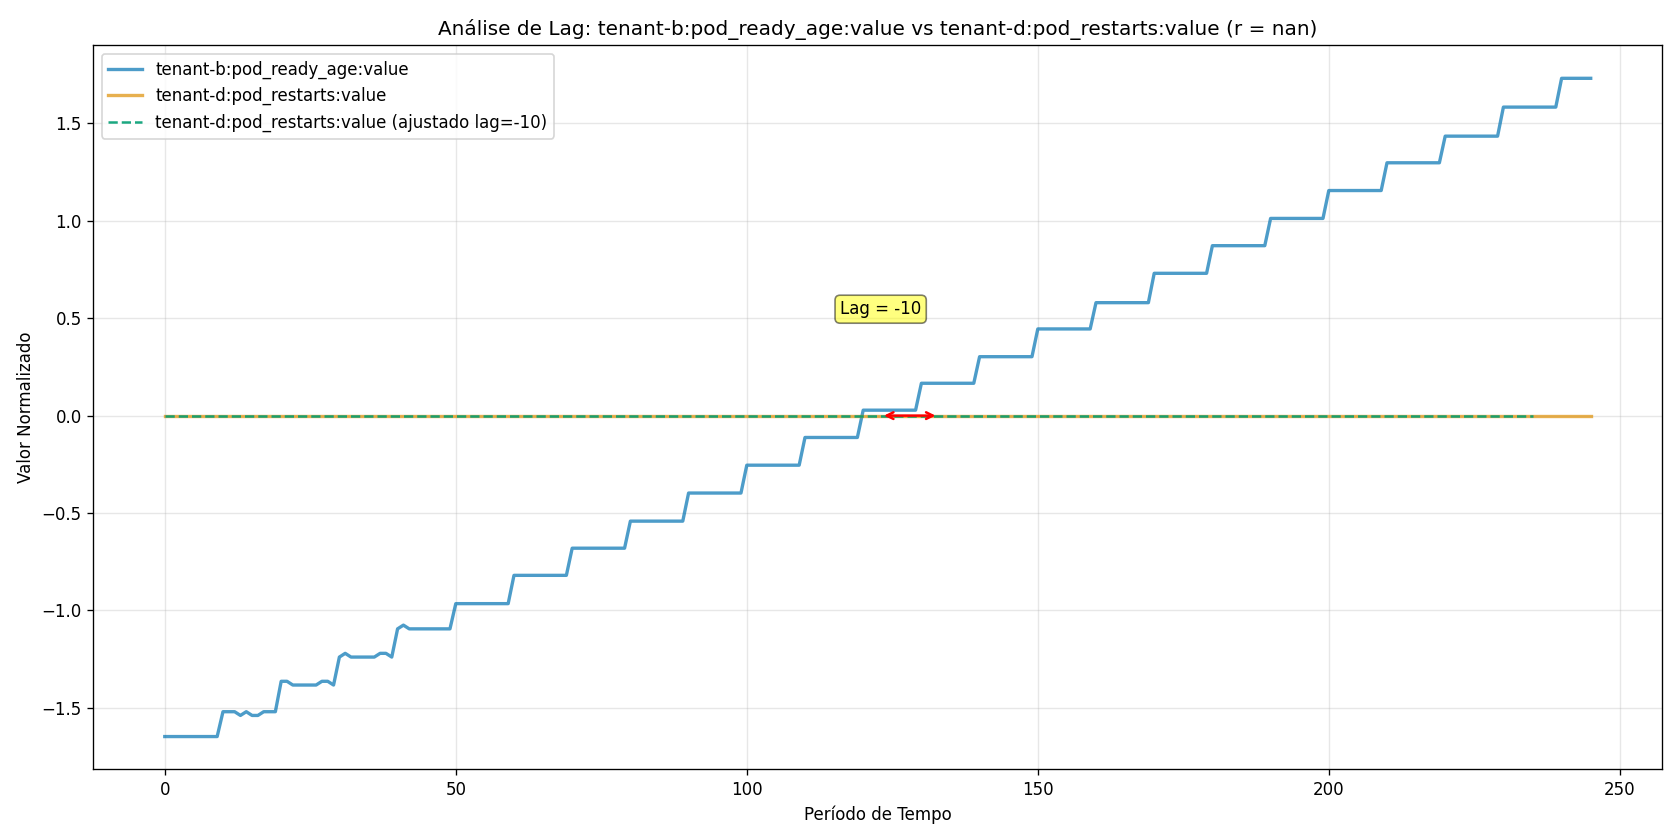 Análise de Lag: tenant-b:pod_ready_age:value vs tenant-d:pod_restarts:value (r = nan)
tenant-b:pod_ready_age:value
tenant-d:pod_restarts:value
tenant-d:pod_restarts:value (ajustado lag=-10)
Lag = -10
Valor Normalizado
1.5
1.0
0.5
0.0
−0.5
−1.0
−1.5
0
50
100
150
200
250
Período de Tempo